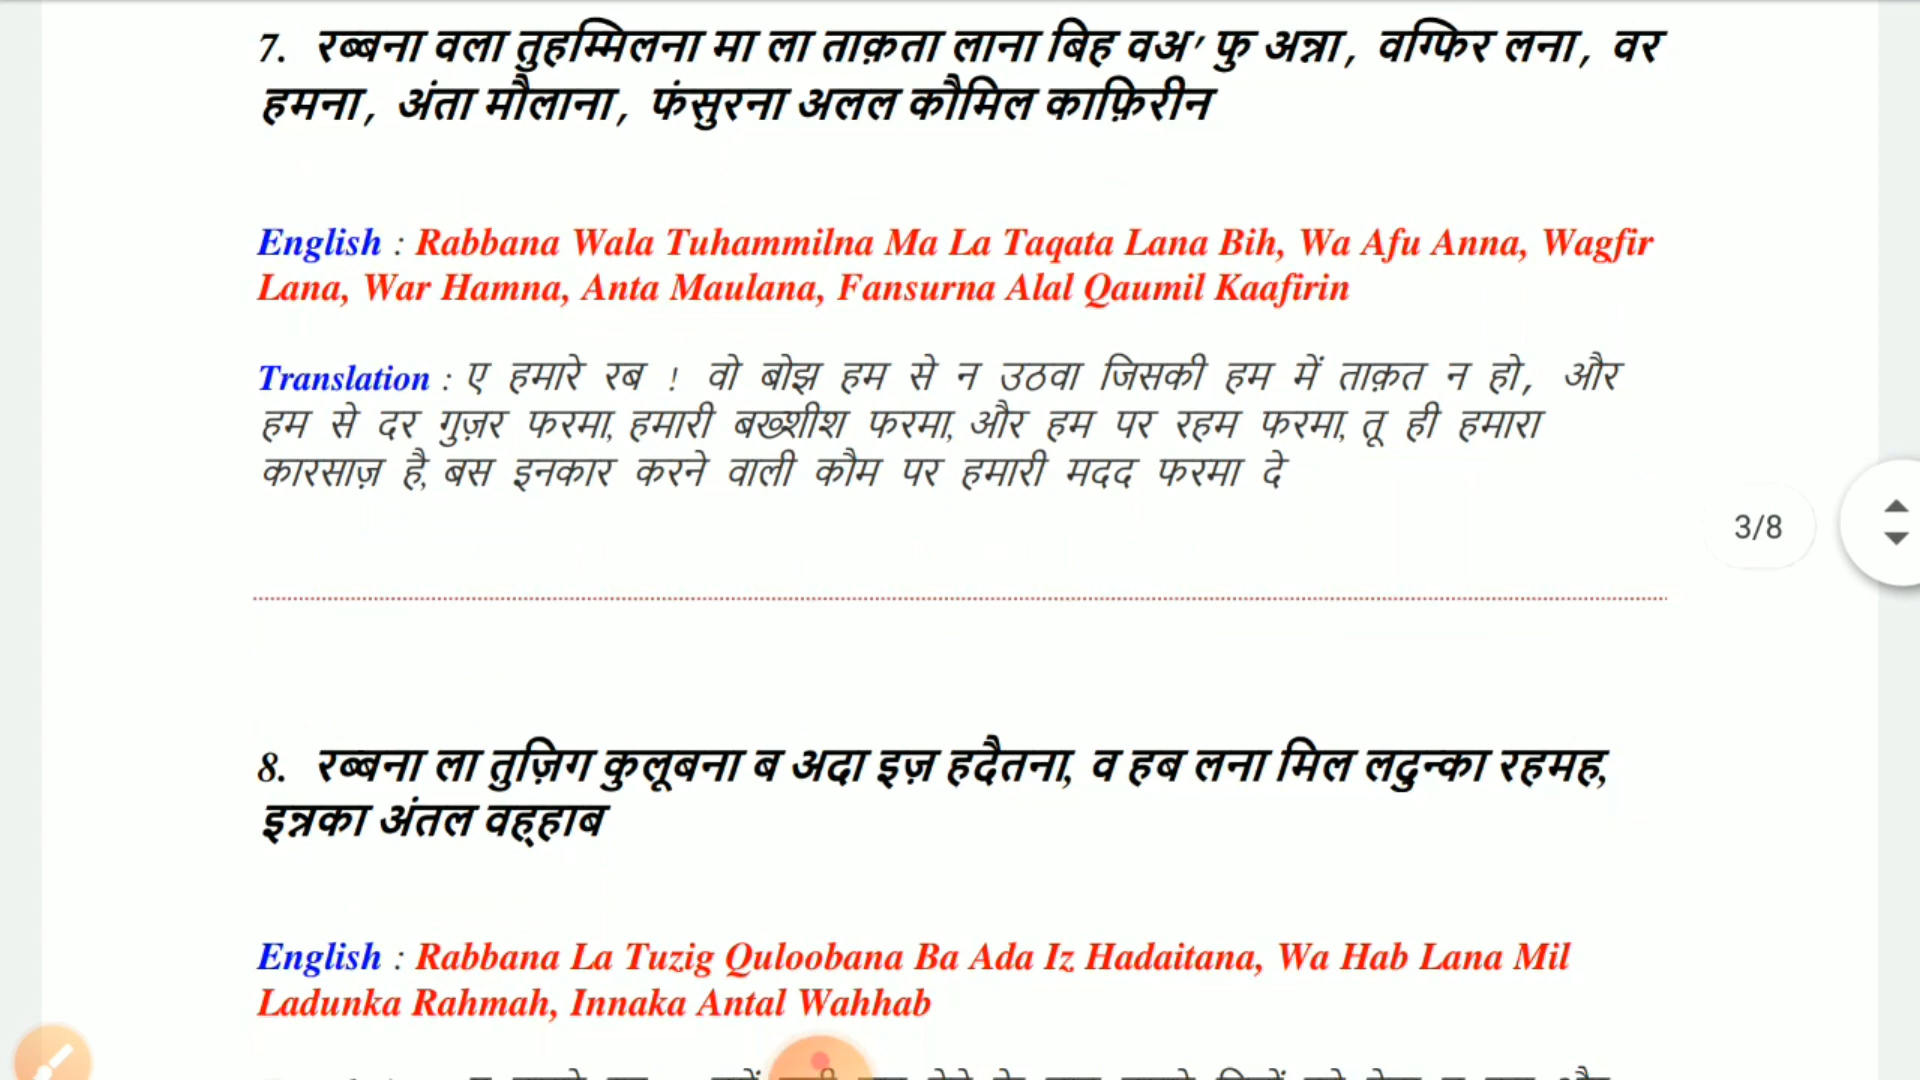 7. रब्बना वला तुहम्मिलना मा ला ताक़ता लाना बिह वअ’ फु अन्ना, वग्फिर लना, वर
हमना, अंता मौलाना, फंसुरना अलल कौमिल काफ़िरीन
English : Rabbana Wala Tuhammilna Ma La Taqata Lana Bih, Wa Afu Anna, Wagfir
Lana, War Hamna, Anta Maulana, Fansurna Alal Qaumil Kaafirin
Translation : ए हमारे रब ! वो बोझ हम से न उठवा जिसकी हम में ताक़त न हो, और
हम से दर गुज़र फरमा, हमारी बख्शीश फरमा, और हम पर रहम फरमा, तू ही हमारा
कारसाज़ है, बस इनकार करने वाली कौम पर हमारी मदद फरमा दे
3/8
8. रब्बना ला तुज़िग कुलूबना ब अदा इज़ हदैतना, व हब लना मिल लदुन्का रहमह,
इन्नका अंतल वह्हाब
English : Rabbana La Tuzig Quloobana Ba Ada Iz Hadaitana, Wa Hab Lana Mil
Ladunka Rahmah, Innaka Antal Wahhab